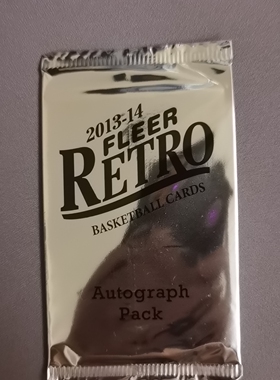 2013-14
FLEER
RETRO
BASKETBALL CARDS
Autograph
Pack